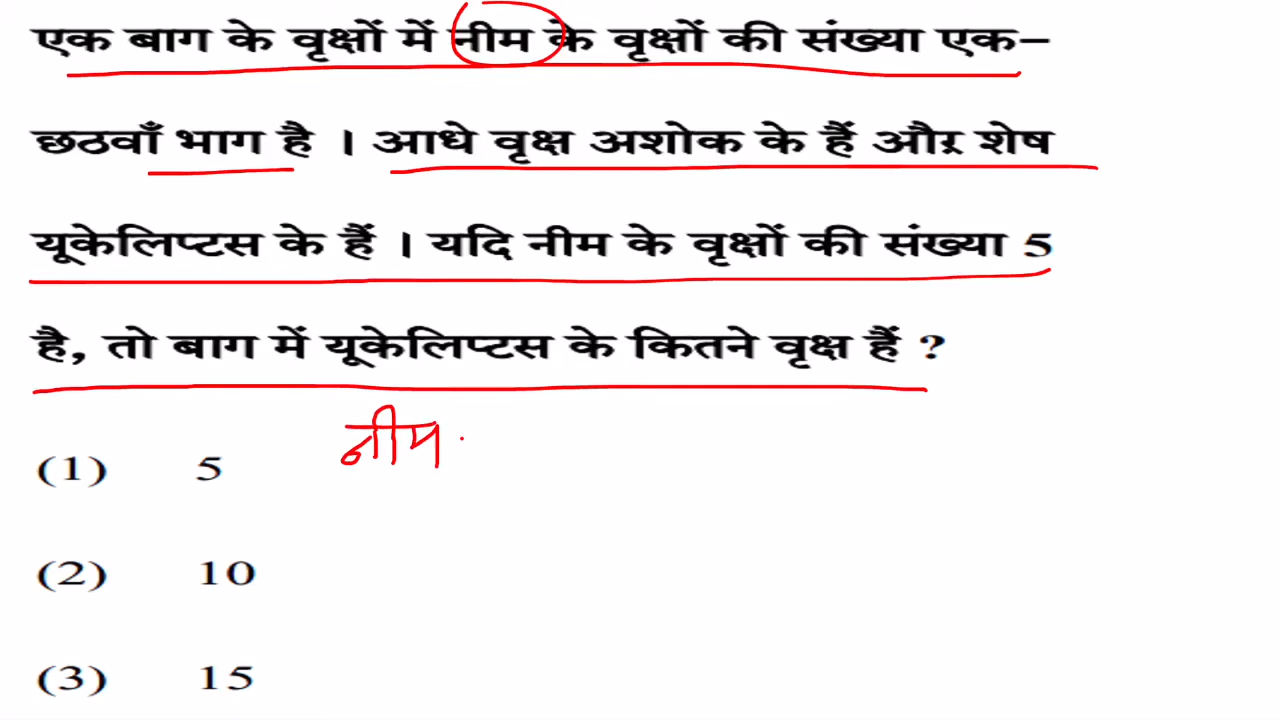 एक बाग के वृक्षों में नीम के वृक्षों की संख्या एक–
छठवाँ भाग है । आधे वृक्ष अशोक के हैं और शेष
यूकेलिप्टस के हैं । यदि नीम के वृक्षों की संख्या 5
है, तो बाग में यूकेलिप्टस के कितने वृक्ष हैं ?
नीम
(1) 5
(2) 10
(3) 15